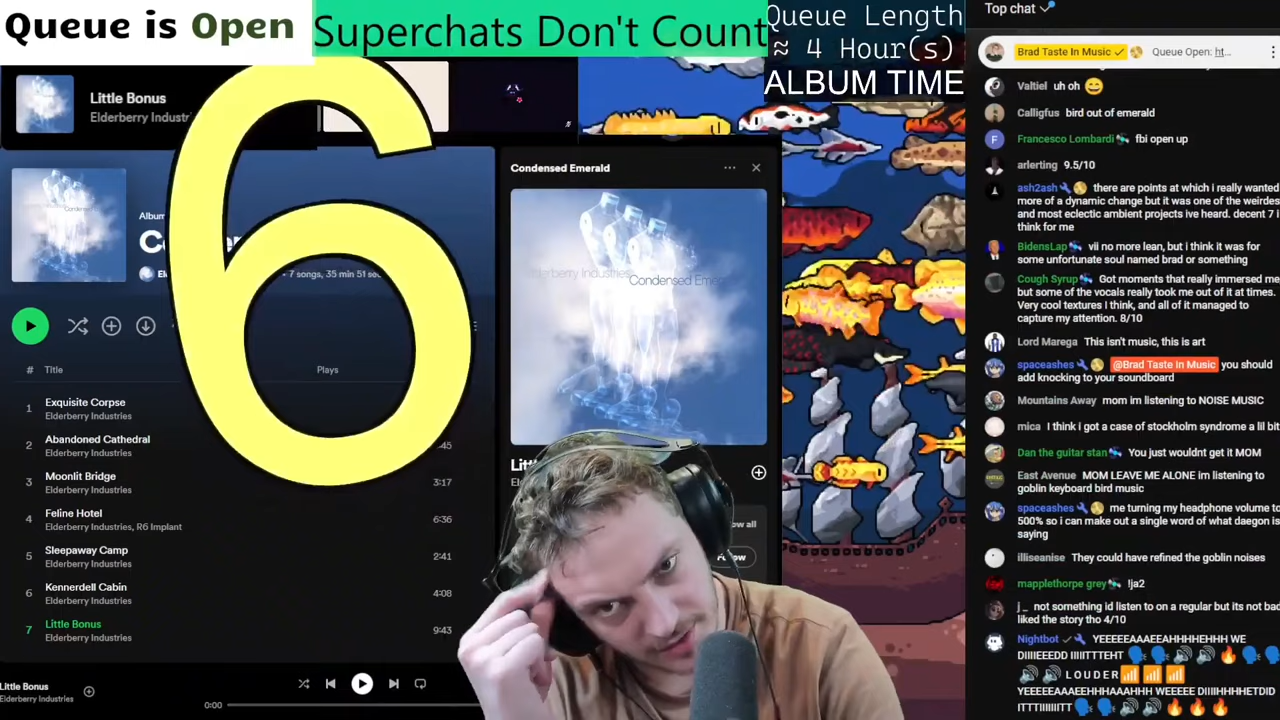 Queue is Open
Superchats Don't Count
Queue Length
≈ 4 Hour(s)
ALBUM TIME
Little Bonus
Elderberry Industri
6
Album
7 songs, 35 min 51 sec
# Title Plays
1 Exquisite Corpse
Elderberry Industries
2 Abandoned Cathedral
Elderberry Industries
:45
3 Moonlit Bridge
Elderberry Industries
3:17
4 Feline Hotel
Elderberry Industries, R6 Implant
6:36
5 Sleepaway Camp
Elderberry Industries
2:41
6 Kennerdell Cabin
Elderberry Industries
4:08
7 Little Bonus
Elderberry Industries
9:43
Little Bonus
Elderberry Industries
0:00
Condensed Emerald
Elderberry Industries
Condensed Emerald
Top chat
Brad Taste In Music Queue Open: ht...
Valtiel uh oh 😄
Calligfus bird out of emerald
Francesco Lombardi fbi open up
arlerting 9.5/10
ash2ash there are points at which i really wanted
more of a dynamic change but it was one of the weirdes
and most eclectic ambient projects ive heard. decent 7 i
think for me
BidensLap vii no more lean, but i think it was for
some unfortunate soul named brad or something
Cough Syrup Got moments that really immersed me
but some of the vocals really took me out of it at times.
Very cool textures I think, and all of it managed to
capture my attention. 8/10
Lord Marega This isn't music, this is art
spaceashes @Brad Taste In Music you should
add knocking to your soundboard
Mountains Away mom im listening to NOISE MUSIC
mica I think i got a case of stockholm syndrome a lil bit
Dan the guitar stan You just wouldnt get it MOM
East Avenue MOM LEAVE ME ALONE IM LISTENING to
goblin keyboard bird music
spaceashes me turning my headphone volume to
500% so i can make out a single word of what daegon is
saying
illiseanise They could have refined the goblin noises
mapplethorpe grey !ja2
j _ not something id listen to on a regular but its not bad
liked the story tho 4/10
Nightbot YEEEEAAAEEAHHHHEHHH WE
DIIIIEEEDD IIIIITTTEHT 🗣️🗣️🔊🔊🔥🗣️🗣️
🔊🔊 L O U D E R 📶📶📶
YEEEEEAAAEEHHHAAAHHH WEEEEE DIIIIHHHHETDID
ITTTIIIIIIITT 🗣️🗣️🔊🔊🔥🔥🔥